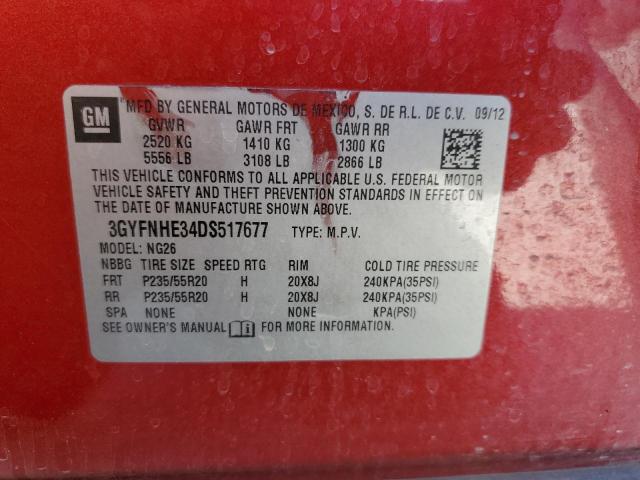 GM
MFD BY GENERAL MOTORS DE MEXICO, S. DE R.L. DE C.V. 09/12
GVWR GAWR FRT GAWR RR
2520 KG 1410 KG 1300 KG
5556 LB 3108 LB 2866 LB
THIS VEHICLE CONFORMS TO ALL APPLICABLE U.S. FEDERAL MOTOR
VEHICLE SAFETY AND THEFT PREVENTION STANDARDS IN EFFECT ON
THE DATE OF MANUFACTURE SHOWN ABOVE.
3GYFNHE34DS517677 TYPE: M.P.V.
MODEL: NG26
NBBG TIRE SIZE SPEED RTG RIM COLD TIRE PRESSURE
FRT P235/55R20 H 20X8J 240KPA(35PSI)
RR P235/55R20 H 20X8J 240KPA(35PSI)
SPA NONE NONE KPA(PSI)
SEE OWNER'S MANUAL i FOR MORE INFORMATION.